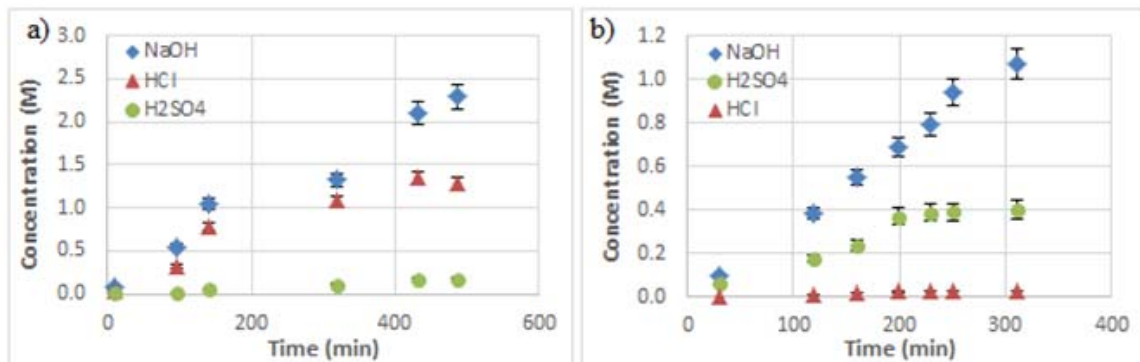 a)
3.0
2.5
2.0
1.5
1.0
0.5
0.0
Concentration (M)
NaOH
HCl
H2SO4
0 200 400 600
Time (min)
b)
1.2
1.0
0.8
0.6
0.4
0.2
0.0
Concentration (M)
NaOH
H2SO4
HCl
0 100 200 300 400
Time (min)